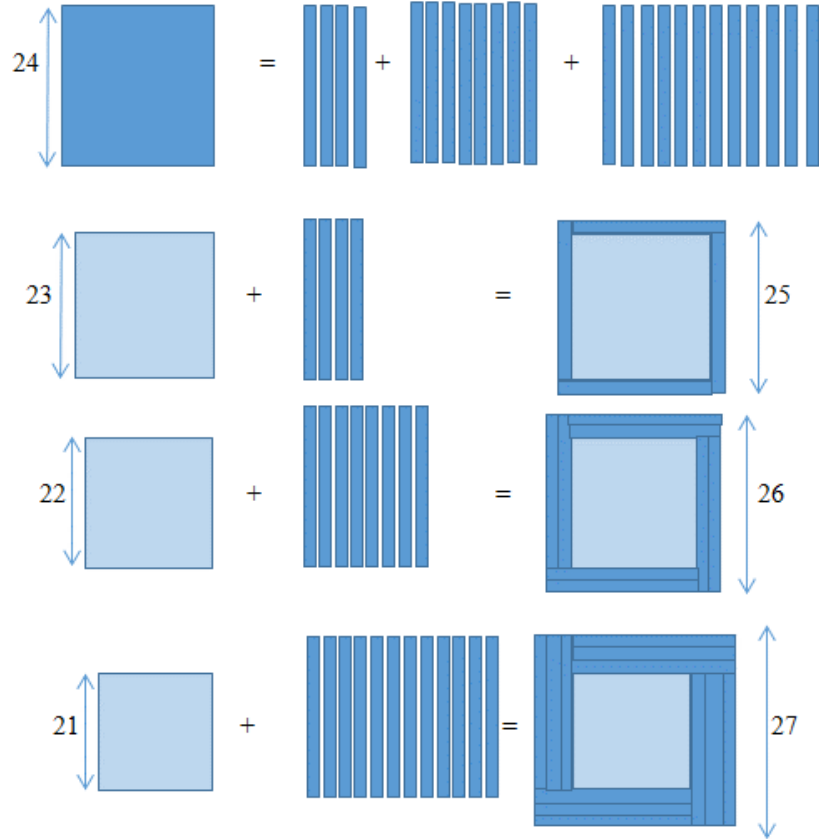 24 = + +
23 + = 25
22 + = 26
21 + = 27